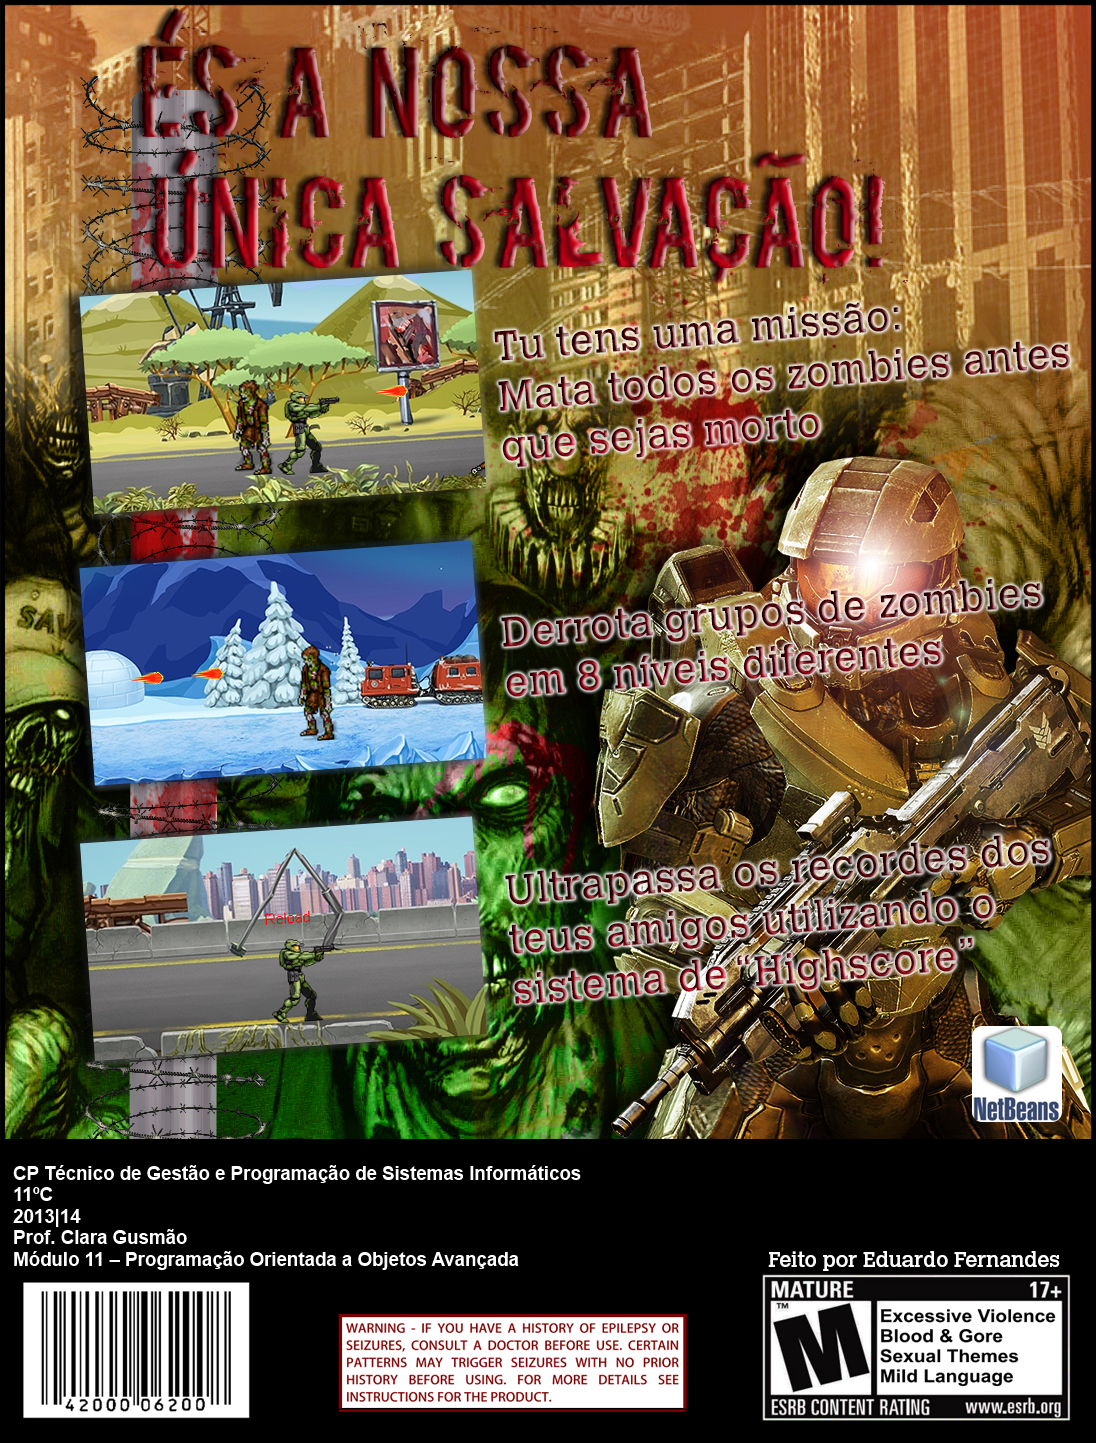 És a nossa
única salvação!
Tu tens uma missão:
Mata todos os zombies antes
que sejas morto
Derrota grupos de zombies
em 8 níveis diferentes
Reload
Ultrapassa os recordes dos
teus amigos utilizando o
sistema de “Highscore”
NetBeans
CP Técnico de Gestão e Programação de Sistemas Informáticos
11ºC
2013|14
Prof. Clara Gusmão
Módulo 11 – Programação Orientada a Objetos Avançada
42000 06200
WARNING - IF YOU HAVE A HISTORY OF EPILEPSY OR
SEIZURES, CONSULT A DOCTOR BEFORE USE. CERTAIN
PATTERNS MAY TRIGGER SEIZURES WITH NO PRIOR
HISTORY BEFORE USING. FOR MORE DETAILS SEE
INSTRUCTIONS FOR THE PRODUCT.
Feito por Eduardo Fernandes
MATURE 17+
M™
Excessive Violence
Blood & Gore
Sexual Themes
Mild Language
ESRB CONTENT RATING www.esrb.org